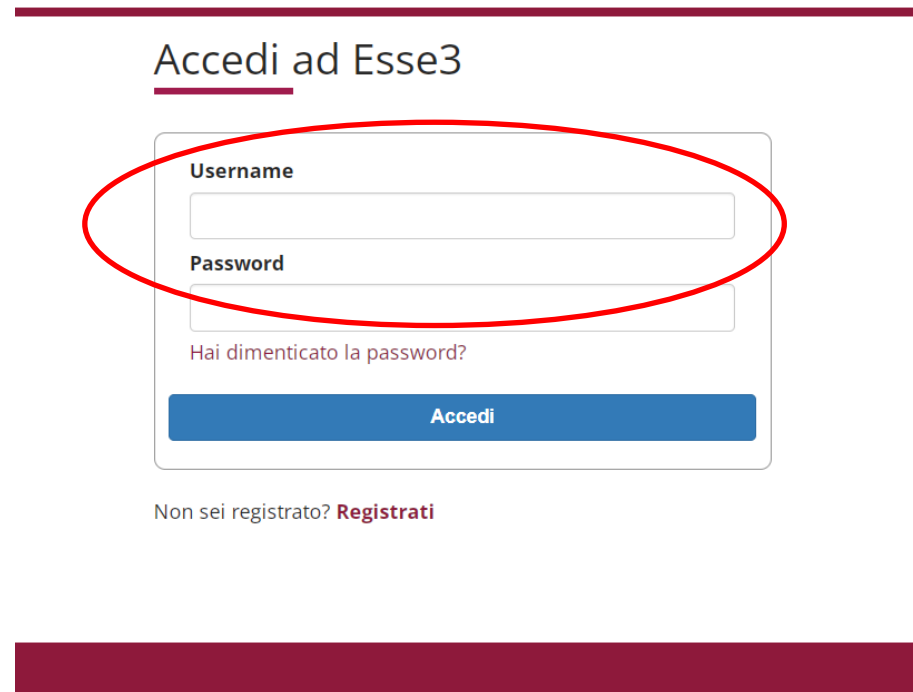 Accedi ad Esse3
Username
Password
Hai dimenticato la password?
Accedi
Non sei registrato? Registrati